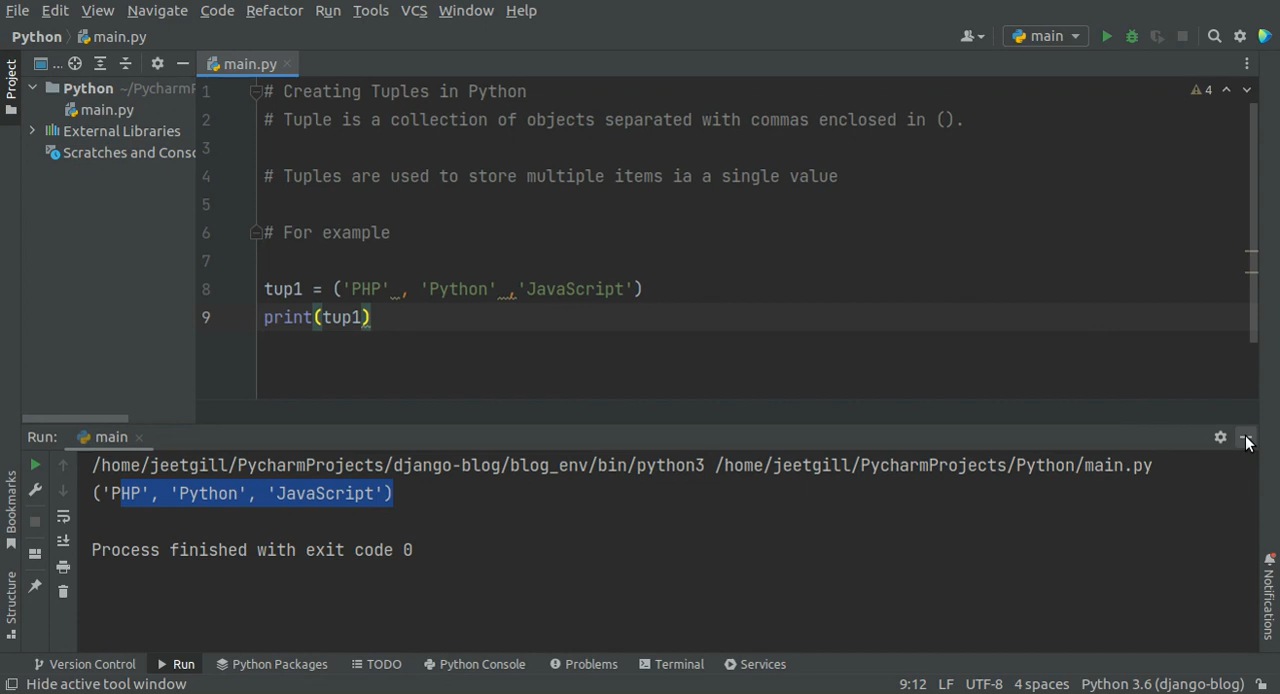 File Edit View Navigate Code Refactor Run Tools VCS Window Help
Python main.py main
Project ... main.py
Python ~/PycharmP
main.py
External Libraries
Scratches and Conso
1 # Creating Tuples in Python 4
2 # Tuple is a collection of objects separated with commas enclosed in ().
3
4 # Tuples are used to store multiple items ia a single value
5
6 # For example
7
8 tup1 = ('PHP' , 'Python' ,'JavaScript')
9 print(tup1)
Run: main
/home/jeetgill/PycharmProjects/django-blog/blog_env/bin/python3 /home/jeetgill/PycharmProjects/Python/main.py
('PHP', 'Python', 'JavaScript')
Process finished with exit code 0
Bookmarks
Structure
Notifications
Version Control Run Python Packages TODO Python Console Problems Terminal Services
Hide active tool window 9:12 LF UTF-8 4 spaces Python 3.6 (django-blog)